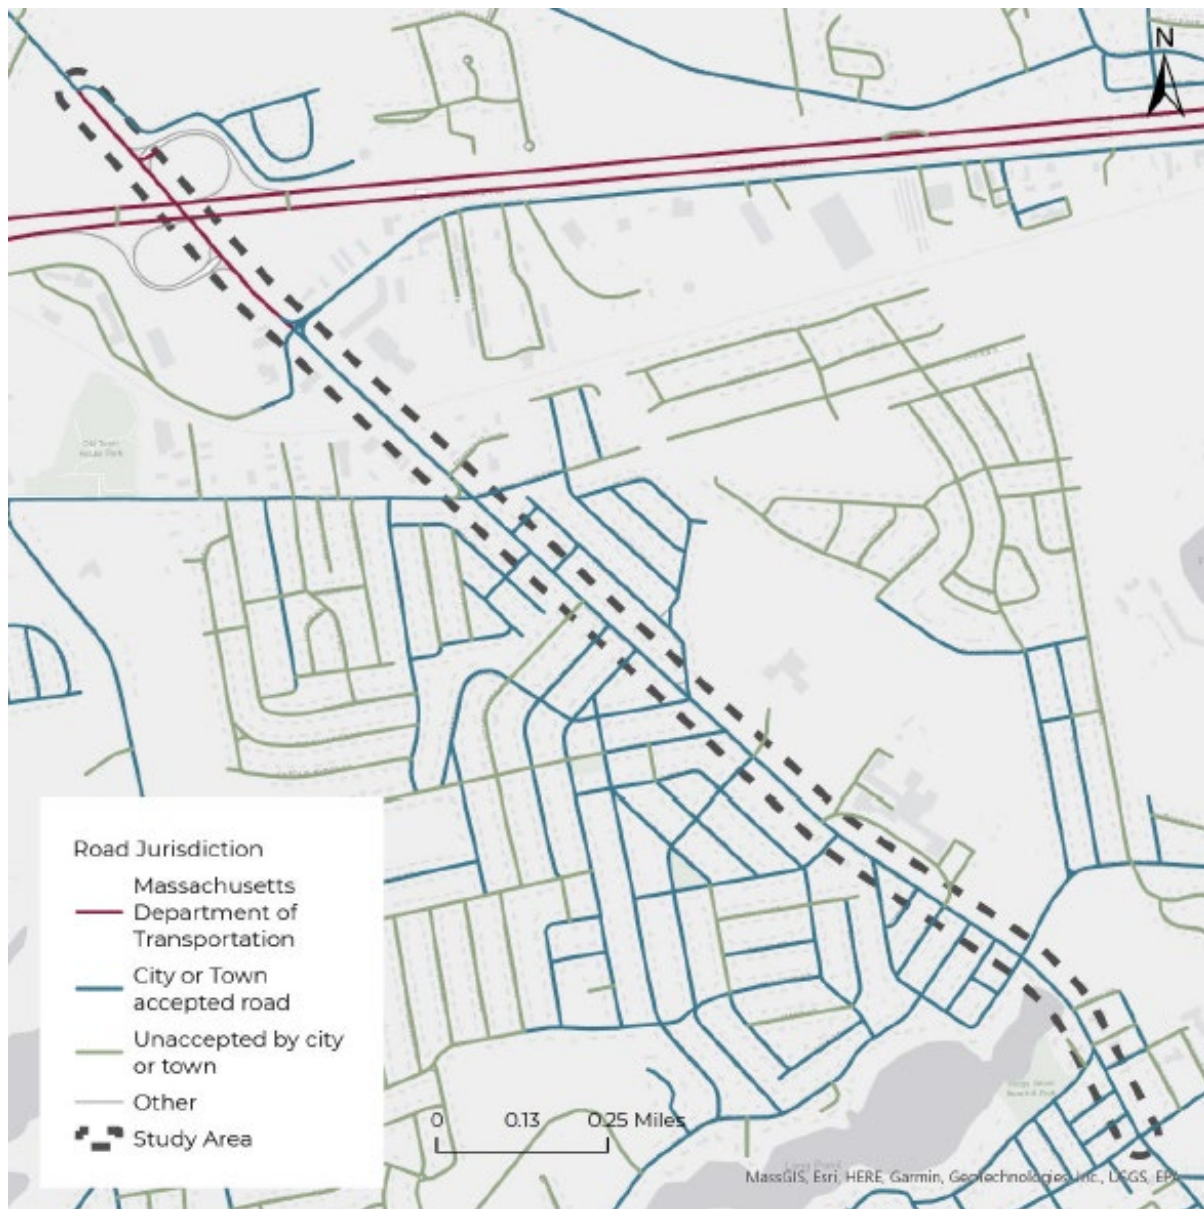 N
Road Jurisdiction
Massachusetts
Department of
Transportation
City or Town
accepted road
Unaccepted by city
or town
Other
Study Area
0 0.13 0.25 Miles
MassGIS, Esri, HERE, Garmin, GeoTechnologies, Inc., USGS, EPA